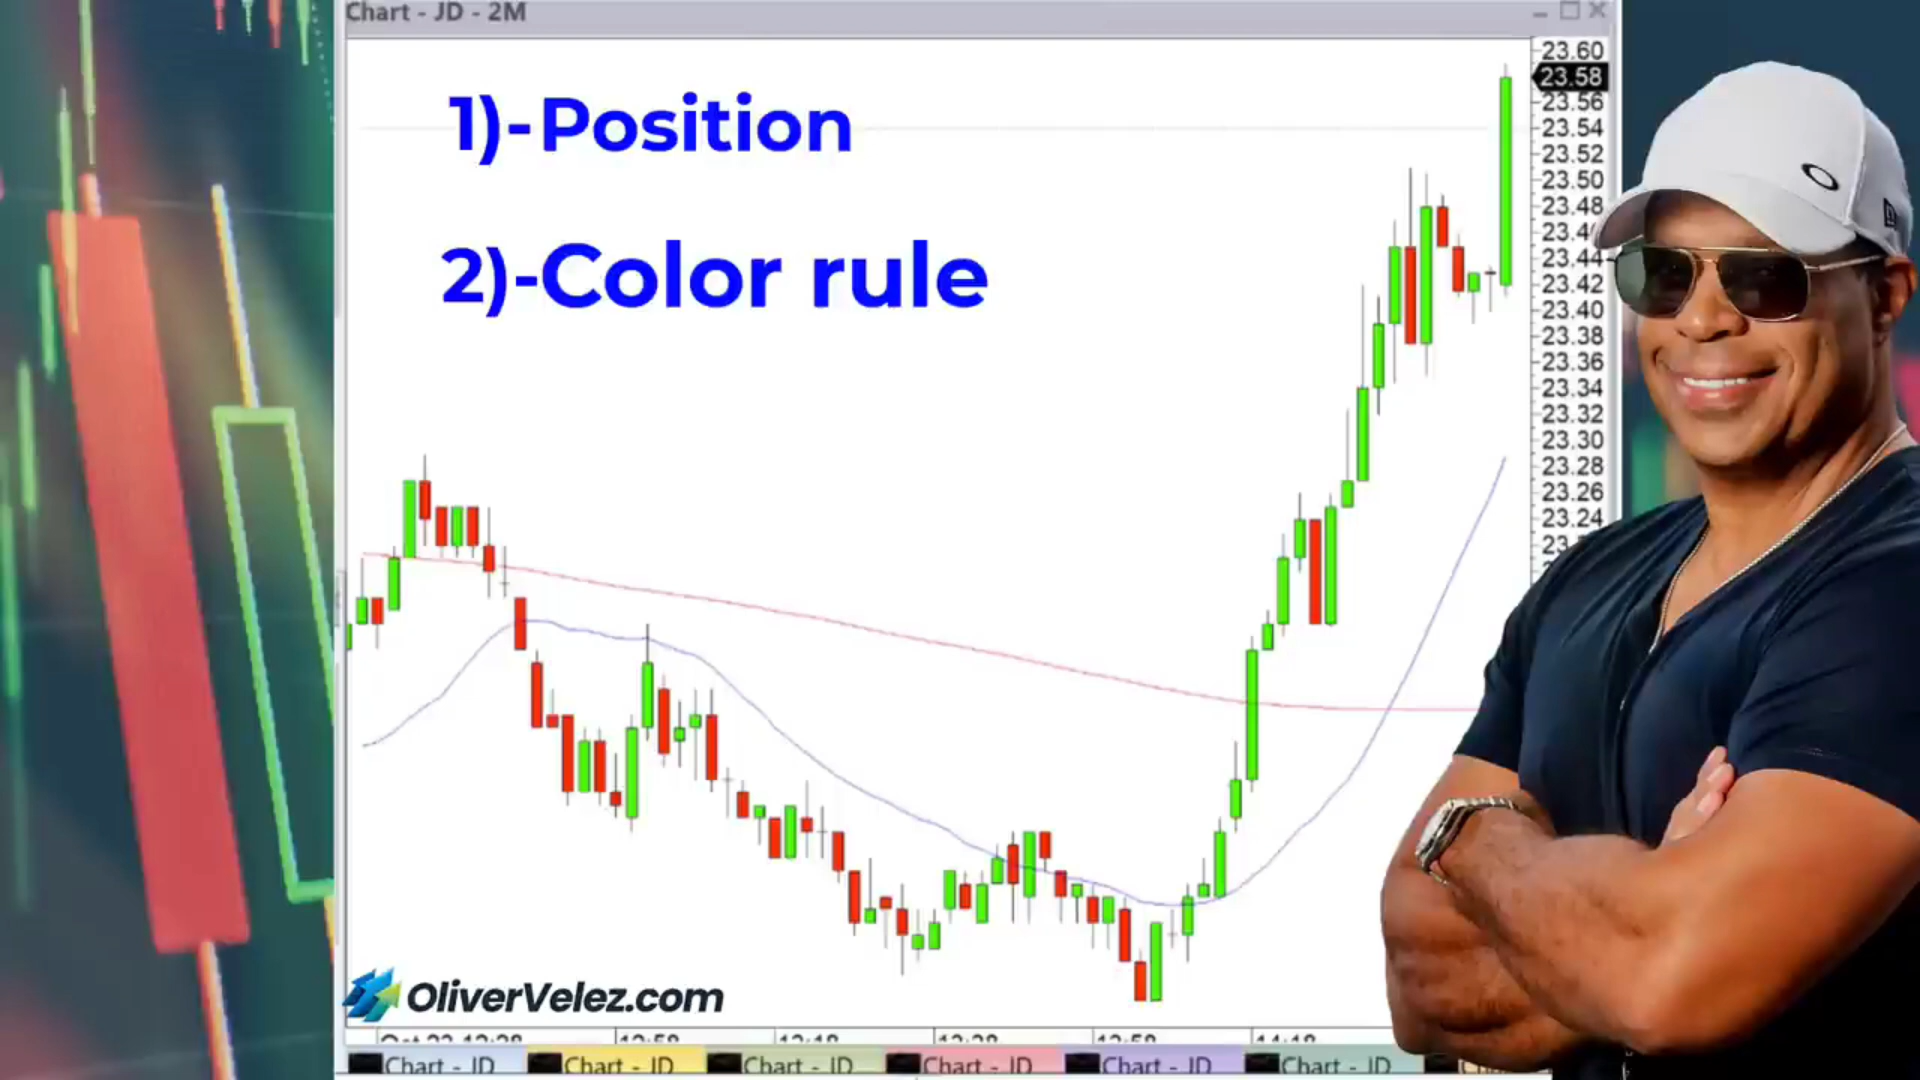 Chart - JD - 2M
1)-Position
2)-Color rule
23.60
23.58
23.56
23.54
23.52
23.50
23.48
23.4
23.44
23.42
23.40
23.38
23.36
23.34
23.32
23.30
23.28
23.26
23.24
OliverVelez.com
Chart - JD
Chart - JD
Chart - JD
Chart - JD
Chart - JD
Chart - JD